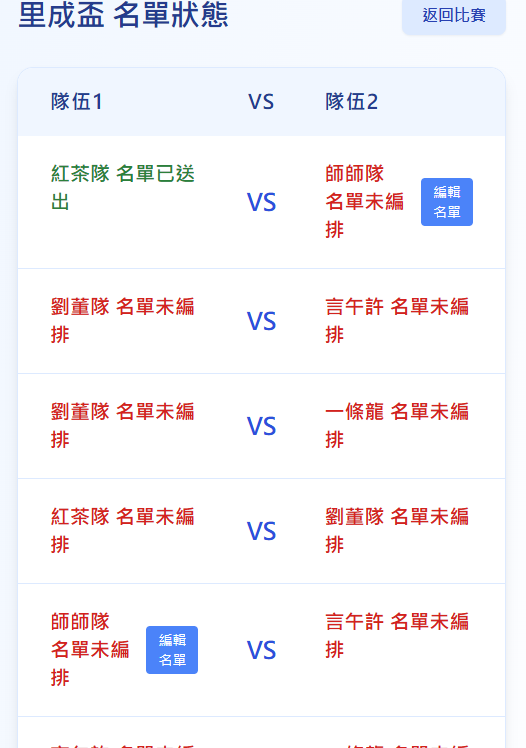 里成盃 名單狀態
返回比賽
隊伍1
VS
隊伍2
紅茶隊 名單已送
出
VS
師師隊
名單未編
排
編輯
名單
劉董隊 名單未編
排
VS
言午許 名單未編
排
劉董隊 名單未編
排
VS
一條龍 名單未編
排
紅茶隊 名單未編
排
VS
劉董隊 名單未編
排
師師隊
名單未編
排
編輯
名單
VS
言午許 名單未編
排